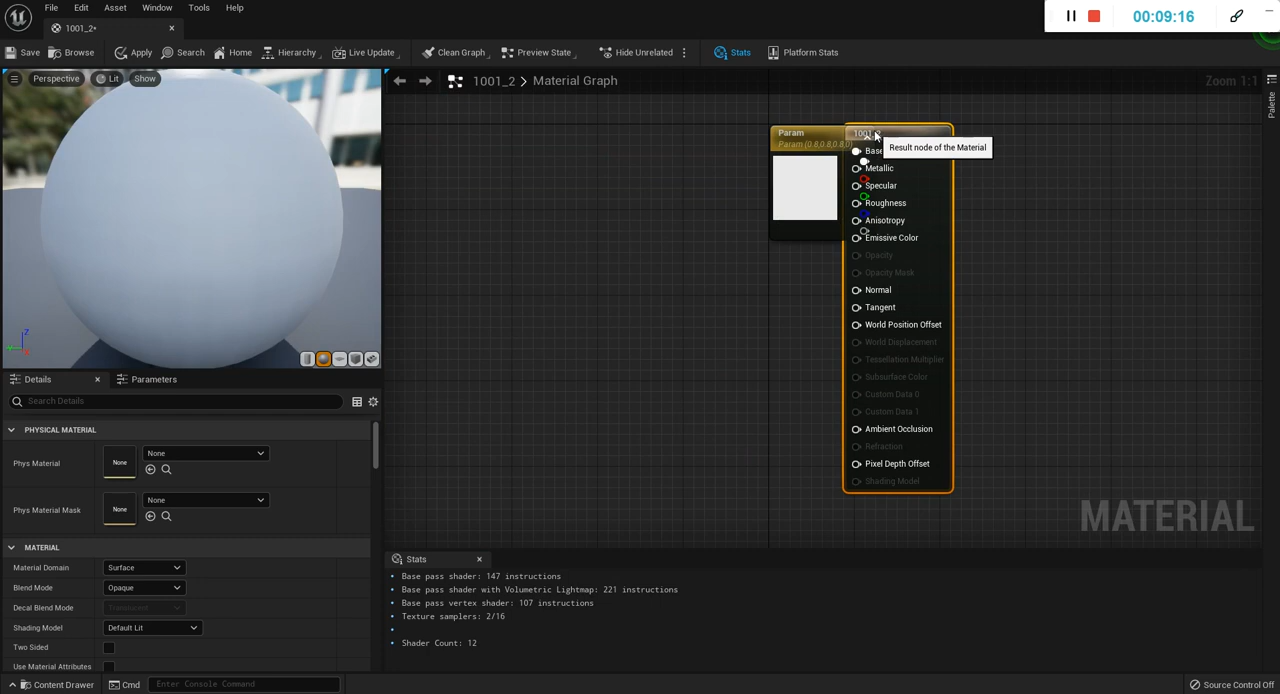 File Edit Asset Window Tools Help
00:09:16
1001_2*
Save Browse Apply Search Home Hierarchy Live Update Clean Graph Preview State Hide Unrelated Stats Platform Stats
Perspective Lit Show
1001_2 > Material Graph
Zoom 1:1
Palette
Param
Param (0.8,0.8,0.8,0)
1001_2
Result node of the Material
Base
Metallic
Specular
Roughness
Anisotropy
Emissive Color
Opacity
Opacity Mask
Normal
Tangent
World Position Offset
World Displacement
Tessellation Multiplier
Subsurface Color
Custom Data 0
Custom Data 1
Ambient Occlusion
Refraction
Pixel Depth Offset
Shading Model
MATERIAL
Z
Details
Parameters
Search Details
PHYSICAL MATERIAL
Phys Material
None
None
Phys Material Mask
None
None
MATERIAL
Material Domain Surface
Blend Mode Opaque
Decal Blend Mode Translucent
Shading Model Default Lit
Two Sided
Use Material Attributes
Stats
Base pass shader: 147 instructions
Base pass shader with Volumetric Lightmap: 221 instructions
Base pass vertex shader: 107 instructions
Texture samplers: 2/16
Shader Count: 12
Content Drawer Cmd Enter Console Command
Source Control Off